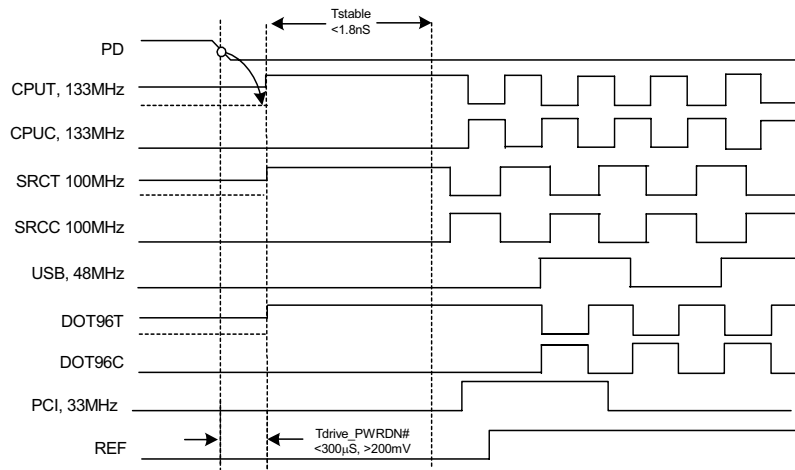 Tstable
<1.8nS
PD
CPUT, 133MHz
CPUC, 133MHz
SRCT 100MHz
SRCC 100MHz
USB, 48MHz
DOT96T
DOT96C
PCI, 33MHz
Tdrive_PWRDN#
<300µS, >200mV
REF